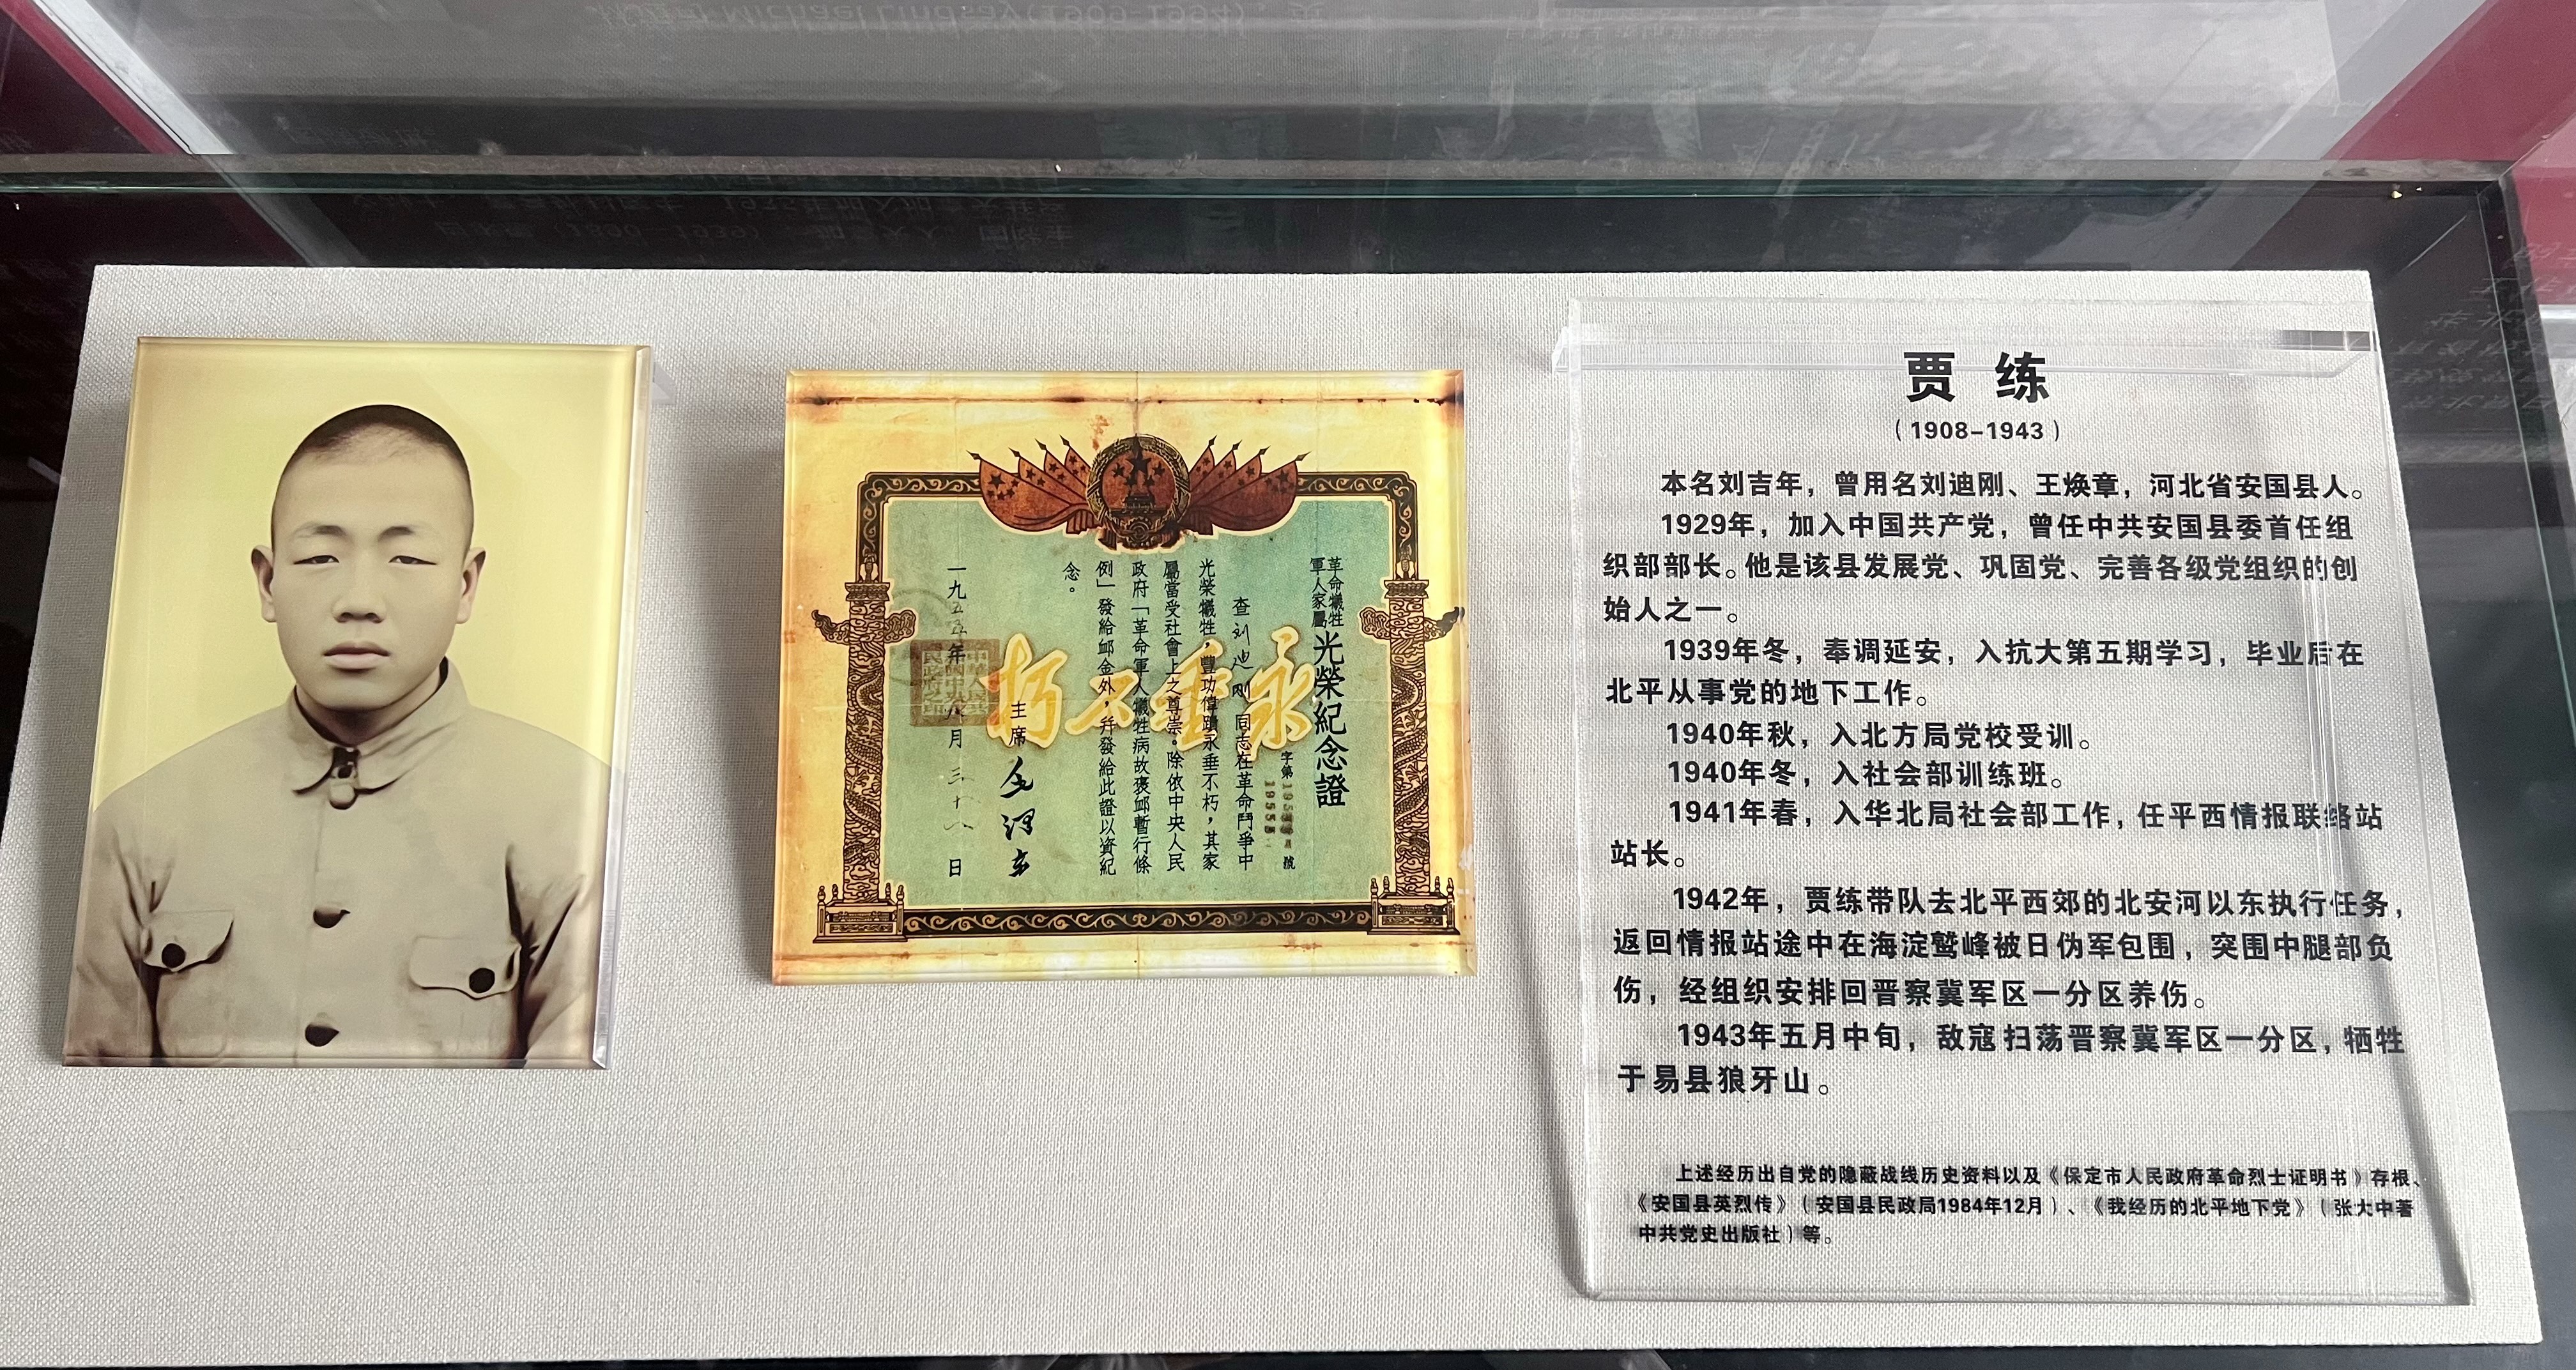 Michael Lindsay(1909-1994)
革命犧牲
軍人家屬
光榮紀念證
字第 號
查刘迪刚同志在革命鬥爭中
光榮犧牲，豐功偉蹟永垂不朽，其家
屬當受社會上之尊崇。除依中央人民
政府「革命軍人犧牲病故褒卹暫行條
例」發給卹金外，幷發給此證以資紀
念。
主席 毛泽东
一九五五年 月三十 日
永垂不朽
贾 练
（1908-1943）
本名刘吉年，曾用名刘迪刚、王焕章，河北省安国县人。
1929年，加入中国共产党，曾任中共安国县委首任组
织部部长。他是该县发展党、巩固党、完善各级党组织的创
始人之一。
1939年冬，奉调延安，入抗大第五期学习，毕业后在
北平从事党的地下工作。
1940年秋，入北方局党校受训。
1940年冬，入社会部训练班。
1941年春，入华北局社会部工作，任平西情报联络站
站长。
1942年，贾练带队去北平西郊的北安河以东执行任务，
返回情报站途中在海淀鹫峰被日伪军包围，突围中腿部负
伤，经组织安排回晋察冀军区一分区养伤。
1943年五月中旬，敌寇扫荡晋察冀军区一分区，牺牲
于易县狼牙山。
上述经历出自党的隐蔽战线历史资料以及《保定市人民政府革命烈士证明书》存根、
《安国县英烈传》（安国县民政局1984年12月）、《我经历的北平地下党》（张大中著
中共党史出版社）等。